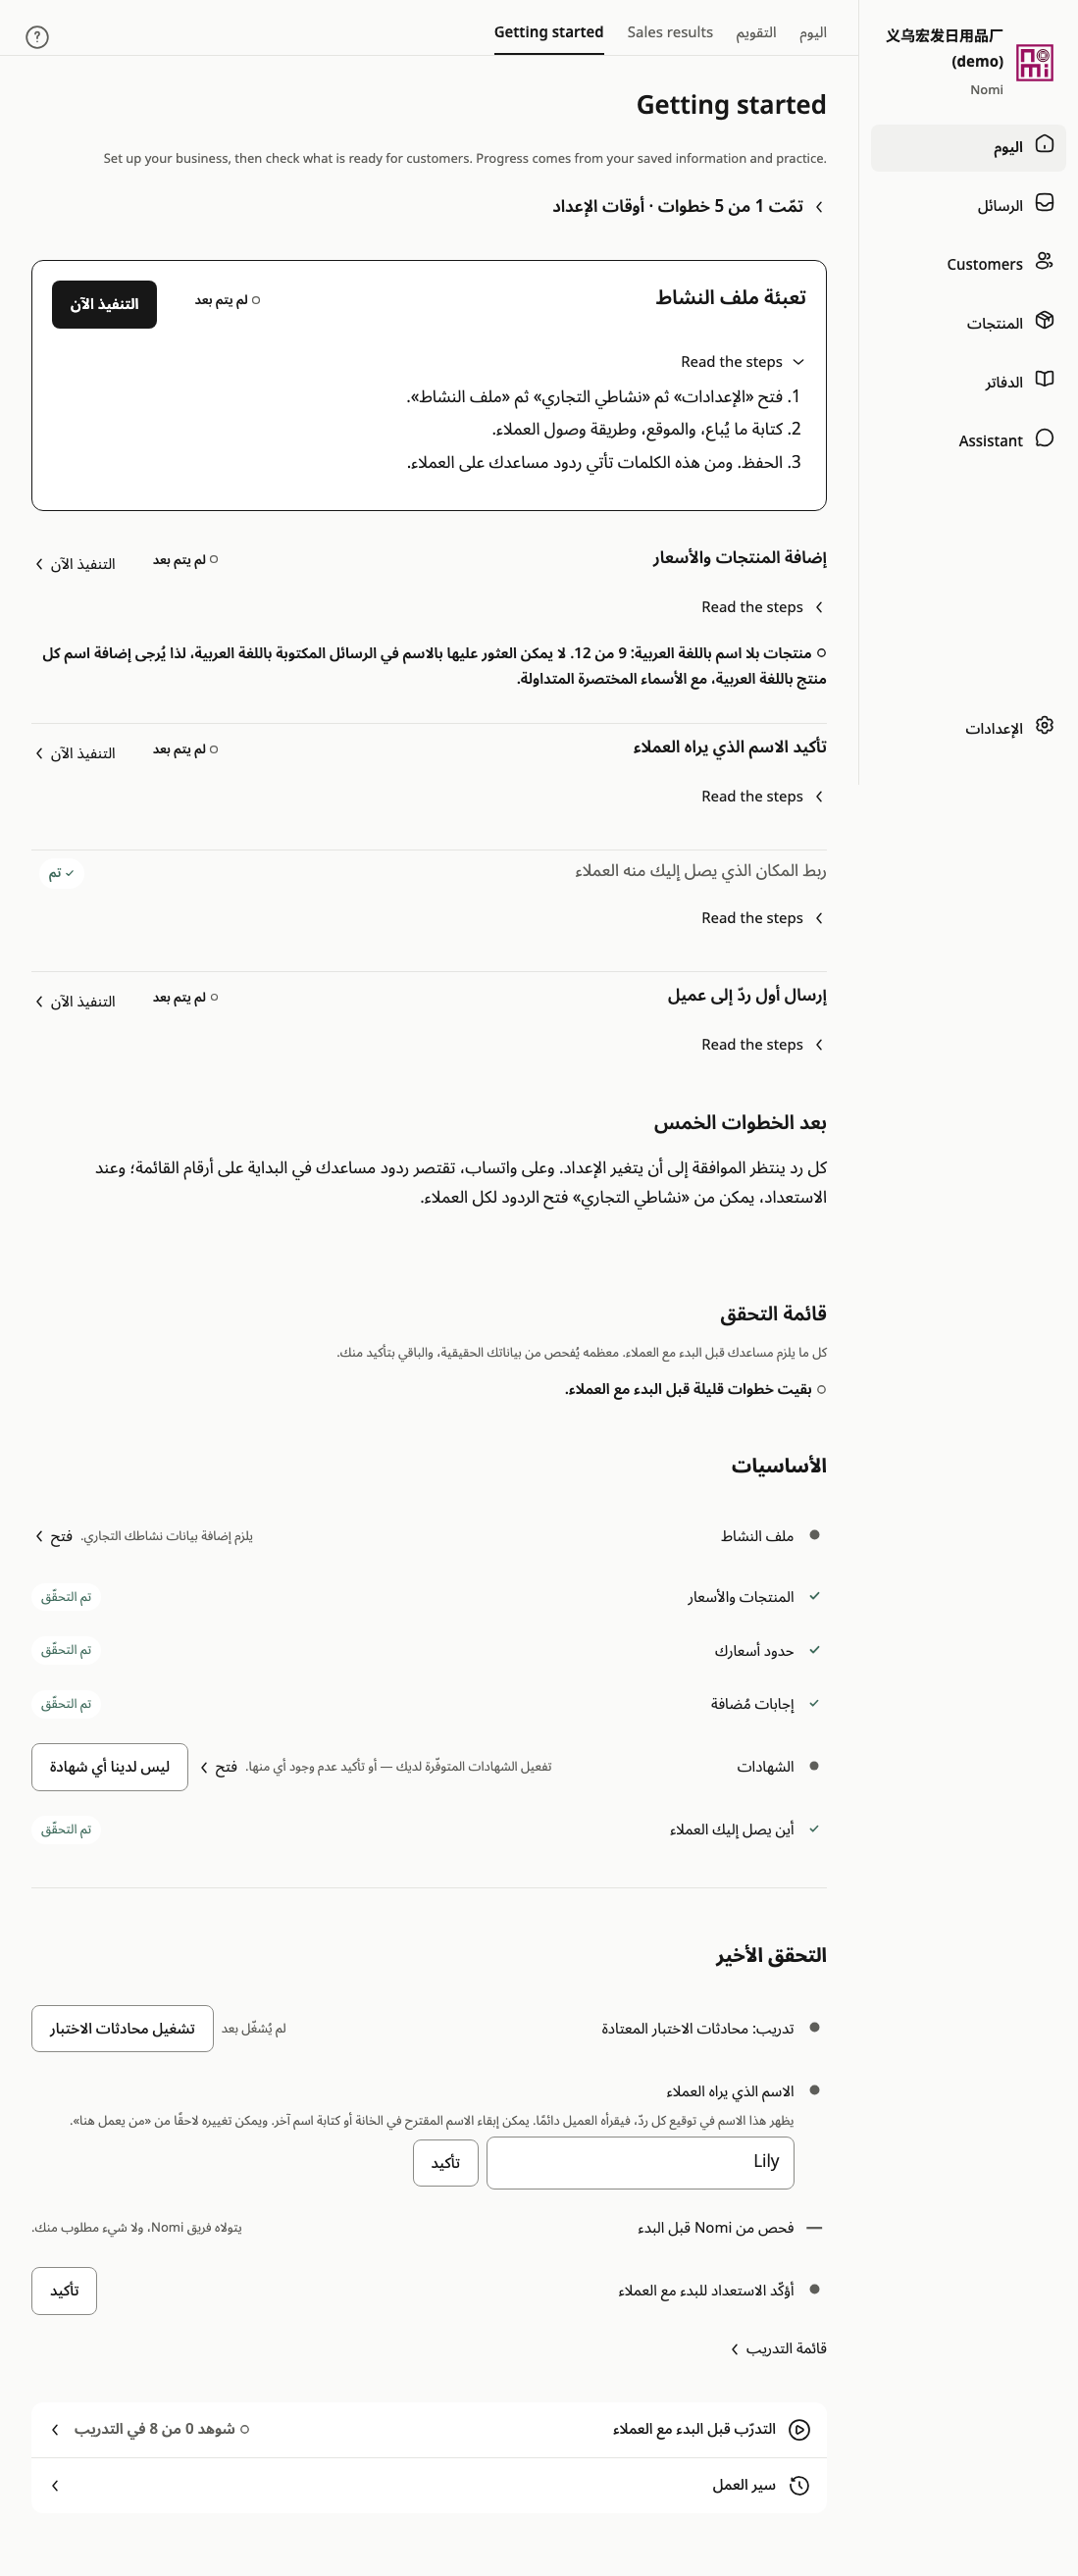 义乌宏发日用品厂
(demo)
Nomi
اليوم
الرسائل
Customers
المنتجات
الدفاتر
Assistant
الإعدادات
اليوم
التقويم
Sales results
Getting started
Getting started
Set up your business, then check what is ready for customers. Progress comes from your saved information and practice.
تمّت 1 من 5 خطوات · أوقات الإعداد
تعبئة ملف النشاط
لم يتم بعد
التنفيذ الآن
Read the steps
1. فتح «الإعدادات» ثم «نشاطي التجاري» ثم «ملف النشاط».
2. كتابة ما يُباع، والموقع، وطريقة وصول العملاء.
3. الحفظ. ومن هذه الكلمات تأتي ردود مساعدك على العملاء.
إضافة المنتجات والأسعار
لم يتم بعد
التنفيذ الآن
Read the steps
منتجات بلا اسم باللغة العربية: 9 من 12. لا يمكن العثور عليها بالاسم في الرسائل المكتوبة باللغة العربية، لذا يُرجى إضافة اسم كل
منتج باللغة العربية، مع الأسماء المختصرة المتداولة.
تأكيد الاسم الذي يراه العملاء
لم يتم بعد
التنفيذ الآن
Read the steps
ربط المكان الذي يصل إليك منه العملاء
تم
Read the steps
إرسال أول ردّ إلى عميل
لم يتم بعد
التنفيذ الآن
Read the steps
بعد الخطوات الخمس
كل رد ينتظر الموافقة إلى أن يتغير الإعداد. وعلى واتساب، تقتصر ردود مساعدك في البداية على أرقام القائمة؛ وعند
الاستعداد، يمكن من «نشاطي التجاري» فتح الردود لكل العملاء.
قائمة التحقق
كل ما يلزم مساعدك قبل البدء مع العملاء. معظمه يُفحص من بياناتك الحقيقية، والباقي بتأكيد منك.
بقيت خطوات قليلة قبل البدء مع العملاء.
الأساسيات
ملف النشاط
يلزم إضافة بيانات نشاطك التجاري.
فتح
المنتجات والأسعار
تم التحقّق
حدود أسعارك
تم التحقّق
إجابات مُضافة
تم التحقّق
الشهادات
تفعيل الشهادات المتوفّرة لديك — أو تأكيد عدم وجود أي منها.
فتح
ليس لدينا أي شهادة
أين يصل إليك العملاء
تم التحقّق
التحقق الأخير
تدريب: محادثات الاختبار المعتادة
لم يُشغّل بعد
تشغيل محادثات الاختبار
الاسم الذي يراه العملاء
يظهر هذا الاسم في توقيع كل ردّ، فيقرأه العميل دائمًا. يمكن إبقاء الاسم المقترح في الخانة أو كتابة اسم آخر. ويمكن تغييره لاحقًا من «من يعمل هنا».
Lily
تأكيد
فحص من Nomi قبل البدء
يتولاه فريق Nomi، ولا شيء مطلوب منك.
أؤكّد الاستعداد للبدء مع العملاء
تأكيد
قائمة التدريب
التدرّب قبل البدء مع العملاء
شوهد 0 من 8 في التدريب
سير العمل